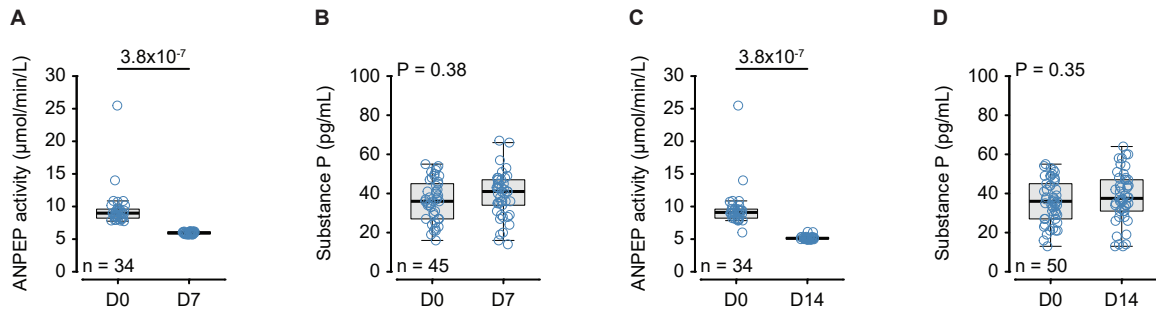 A
3.8x10⁻⁷
ANPEP activity (μmol/min/L)
30
25
20
15
10
5
0
n = 34
D0 D7
B
P = 0.38
Substance P (pg/mL)
100
80
60
40
20
0
n = 45
D0 D7
C
3.8x10⁻⁷
ANPEP activity (μmol/min/L)
30
25
20
15
10
5
0
n = 34
D0 D14
D
P = 0.35
Substance P (pg/mL)
100
80
60
40
20
0
n = 50
D0 D14